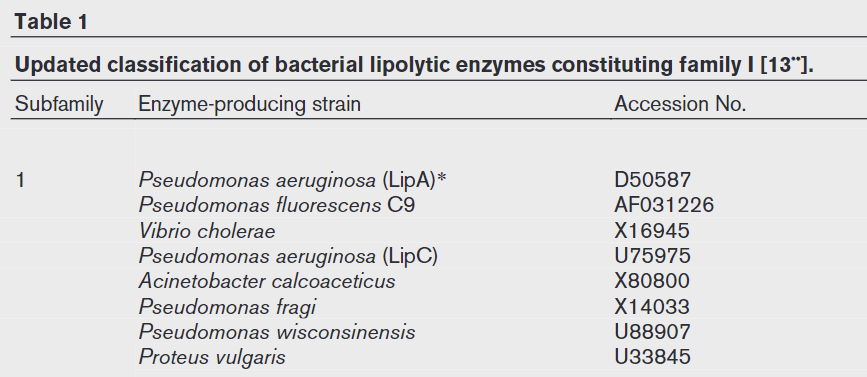 Table 1
Updated classification of bacterial lipolytic enzymes constituting family I [13••].
Subfamily Enzyme-producing strain Accession No.
1 Pseudomonas aeruginosa (LipA)* D50587
Pseudomonas fluorescens C9 AF031226
Vibrio cholerae X16945
Pseudomonas aeruginosa (LipC) U75975
Acinetobacter calcoaceticus X80800
Pseudomonas fragi X14033
Pseudomonas wisconsinensis U88907
Proteus vulgaris U33845